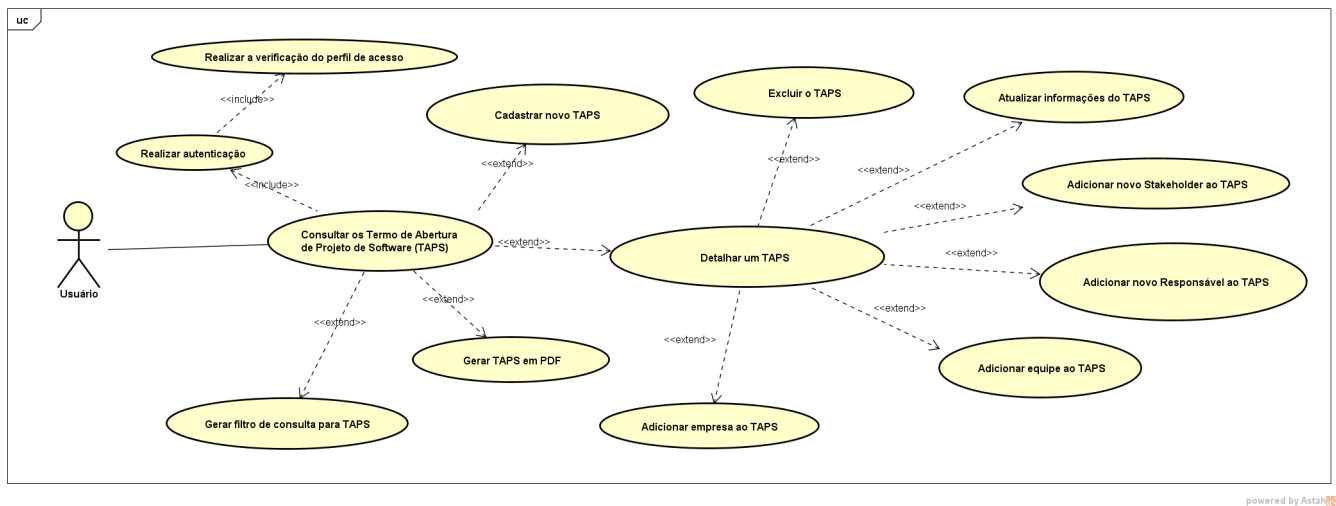 uc
Realizar a verificação do perfil de acesso
<<include>>
Realizar autenticação
<<include>>
Cadastrar novo TAPS
<<extend>>
Excluir o TAPS
<<extend>>
Atualizar informações do TAPS
<<extend>>
Adicionar novo Stakeholder ao TAPS
<<extend>>
Consultar os Termo de Abertura
de Projeto de Software (TAPS)
<<extend>>
Detalhar um TAPS
<<extend>>
Adicionar novo Responsável ao TAPS
Usuário
<<extend>>
<<extend>>
<<extend>>
<<extend>>
Gerar TAPS em PDF
Adicionar equipe ao TAPS
Gerar filtro de consulta para TAPS
Adicionar empresa ao TAPS
powered by Astah